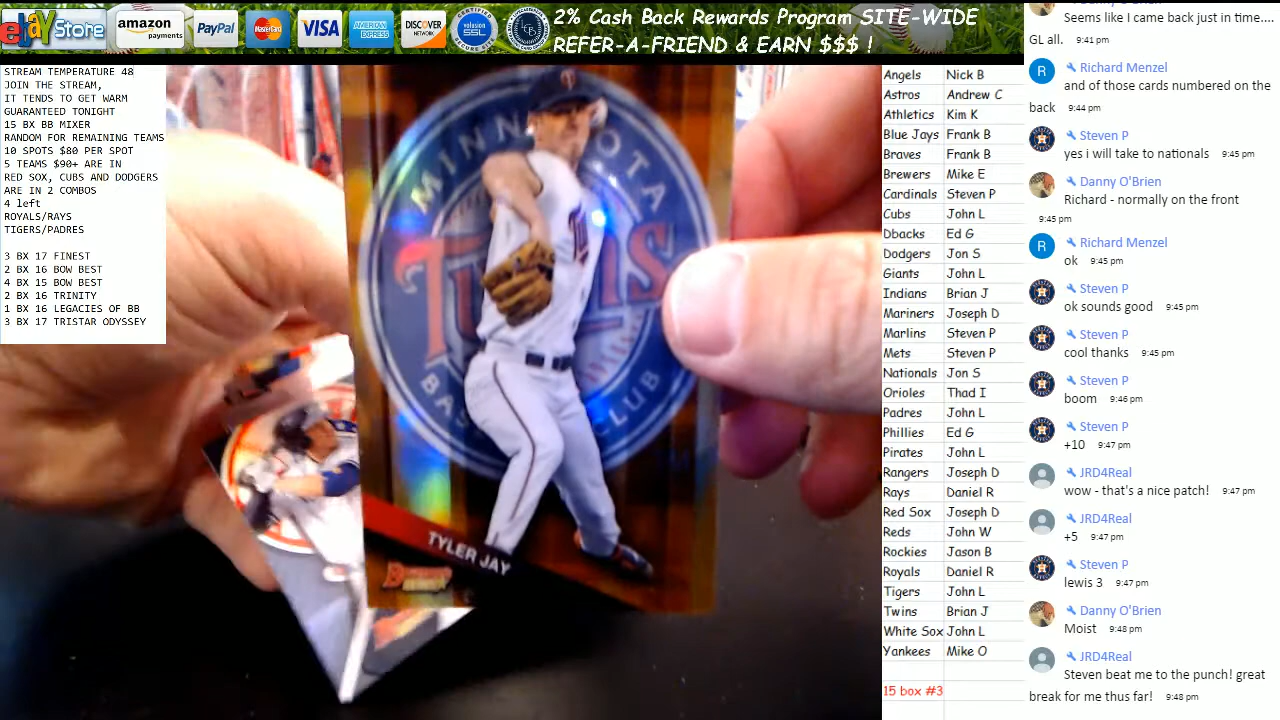 ebay Store
amazon
payments
PayPal
MasterCard
VISA
AMERICAN
EXPRESS
DISCOVER
NETWORK
volusion
SSL
CERTIFIED
2% Cash Back Rewards Program SITE-WIDE
REFER-A-FRIEND & EARN $$$ !
STREAM TEMPERATURE 48
JOIN THE STREAM,
IT TENDS TO GET WARM
GUARANTEED TONIGHT
15 BX BB MIXER
RANDOM FOR REMAINING TEAMS
10 SPOTS $80 PER SPOT
5 TEAMS $90+ ARE IN
RED SOX, CUBS AND DODGERS
ARE IN 2 COMBOS
4 left
ROYALS/RAYS
TIGERS/PADRES
3 BX 17 FINEST
2 BX 16 BOW BEST
4 BX 15 BOW BEST
2 BX 16 TRINITY
1 BX 16 LEGACIES OF BB
3 BX 17 TRISTAR ODYSSEY
TYLER JAY
Angels Nick B
Astros Andrew C
Athletics Kim K
Blue Jays Frank B
Braves Frank B
Brewers Mike E
Cardinals Steven P
Cubs John L
Dbacks Ed G
Dodgers Jon S
Giants John L
Indians Brian J
Mariners Joseph D
Marlins Steven P
Mets Steven P
Nationals Jon S
Orioles Thad I
Padres John L
Phillies Ed G
Pirates John L
Rangers Joseph D
Rays Daniel R
Red Sox Joseph D
Reds John W
Rockies Jason B
Royals Daniel R
Tigers John L
Twins Brian J
White Sox John L
Yankees Mike O
15 box #3
Seems like I came back just in time....
GL all. 9:41 pm
R Richard Menzel
and of those cards numbered on the
back 9:44 pm
Steven P
yes i will take to nationals 9:45 pm
Danny O'Brien
Richard - normally on the front
9:45 pm
R Richard Menzel
ok 9:45 pm
Steven P
ok sounds good 9:45 pm
Steven P
cool thanks 9:45 pm
Steven P
boom 9:46 pm
Steven P
+10 9:47 pm
JRD4Real
wow - that's a nice patch! 9:47 pm
JRD4Real
+5 9:47 pm
Steven P
lewis 3 9:47 pm
Danny O'Brien
Moist 9:48 pm
JRD4Real
Steven beat me to the punch! great
break for me thus far! 9:48 pm